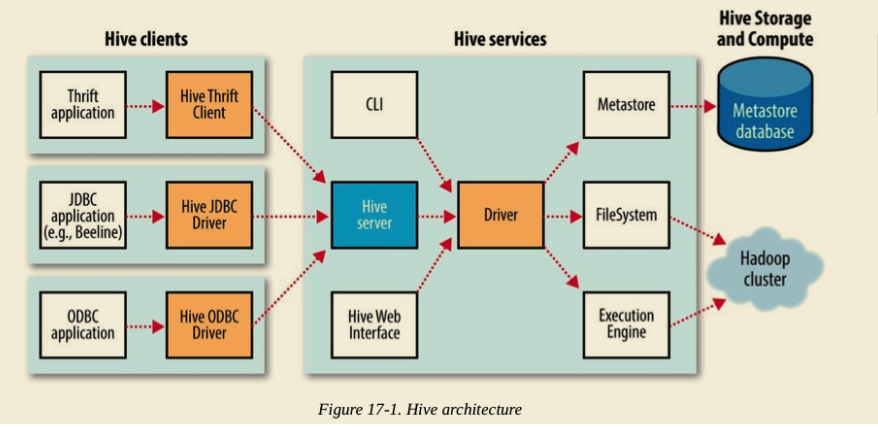 Hive clients
Hive services
Hive Storage
and Compute
Thrift
application
Hive Thrift
Client
CLI
Metastore
Metastore
database
JDBC
application
(e.g., Beeline)
Hive JDBC
Driver
Hive
server
Driver
FileSystem
Hadoop
cluster
ODBC
application
Hive ODBC
Driver
Hive Web
Interface
Execution
Engine
Figure 17-1. Hive architecture